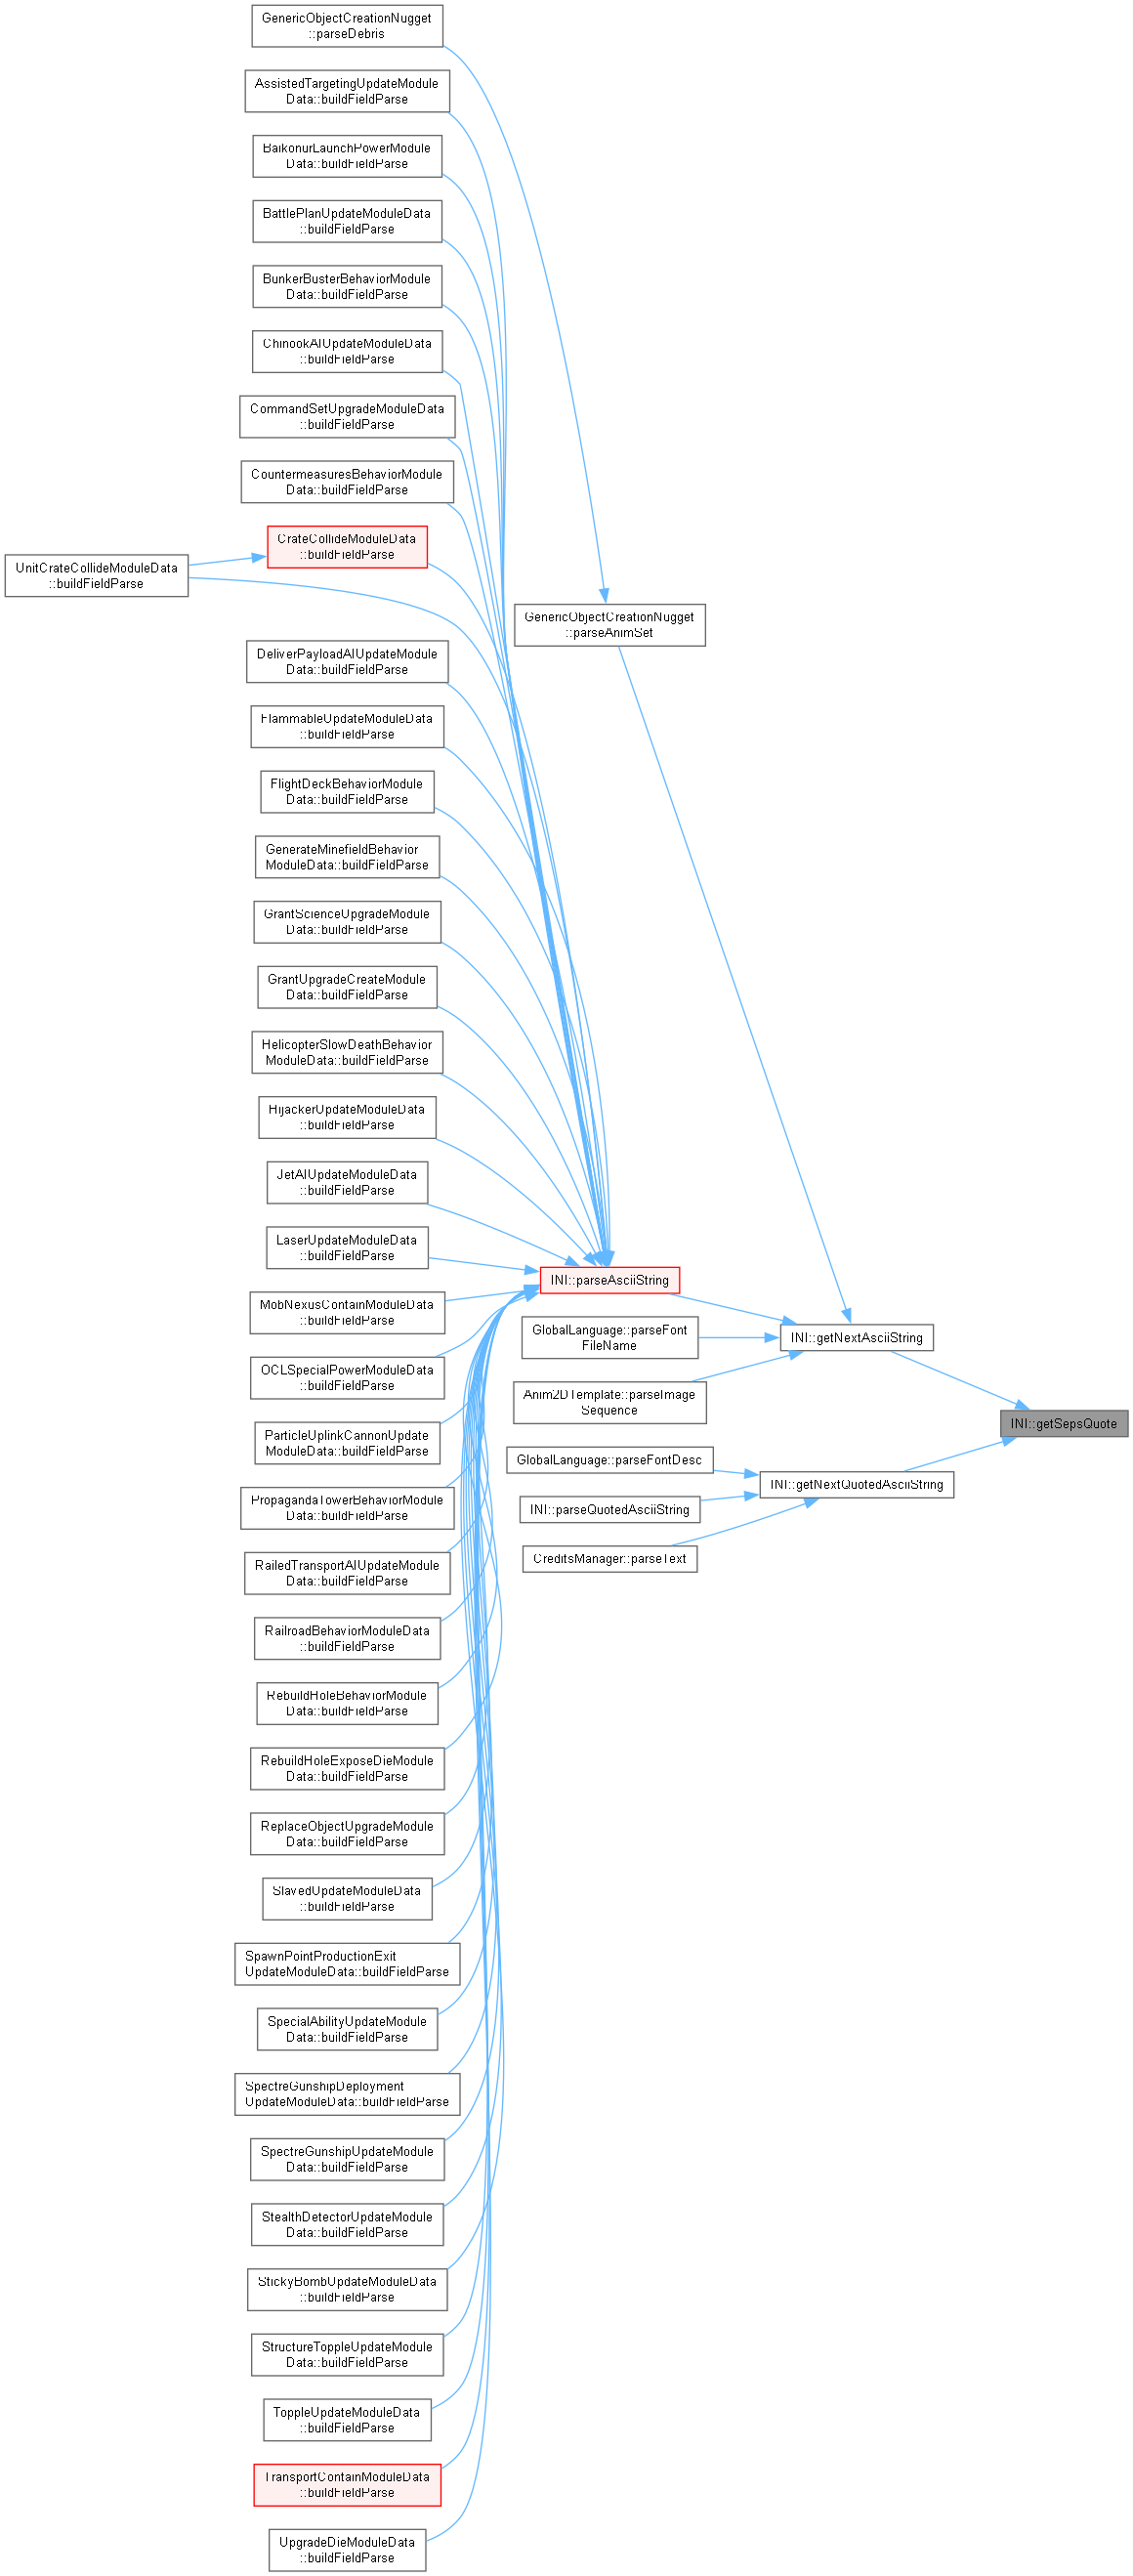 GenericObjectCreationNugget
::parseDebris
AssistedTargetingUpdateModule
Data::buildFieldParse
BaikonurLaunchPowerModule
Data::buildFieldParse
BattlePlanUpdateModuleData
::buildFieldParse
BunkerBusterBehaviorModule
Data::buildFieldParse
ChinookAIUpdateModuleData
::buildFieldParse
CommandSetUpgradeModuleData
::buildFieldParse
CountermeasuresBehaviorModule
Data::buildFieldParse
CrateCollideModuleData
::buildFieldParse
UnitCrateCollideModuleData
::buildFieldParse
GenericObjectCreationNugget
::parseAnimSet
DeliverPayloadAIUpdateModule
Data::buildFieldParse
FlammableUpdateModuleData
::buildFieldParse
FlightDeckBehaviorModule
Data::buildFieldParse
GenerateMinefieldBehavior
ModuleData::buildFieldParse
GrantScienceUpgradeModule
Data::buildFieldParse
GrantUpgradeCreateModule
Data::buildFieldParse
HelicopterSlowDeathBehavior
ModuleData::buildFieldParse
HijackerUpdateModuleData
::buildFieldParse
JetAIUpdateModuleData
::buildFieldParse
LaserUpdateModuleData
::buildFieldParse
INI::parseAsciiString
MobNexusContainModuleData
::buildFieldParse
GlobalLanguage::parseFont
FileName
INI::getNextAsciiString
OCLSpecialPowerModuleData
::buildFieldParse
Anim2DTemplate::parseImage
Sequence
INI::getSepsQuote
ParticleUplinkCannonUpdate
ModuleData::buildFieldParse
GlobalLanguage::parseFontDesc
INI::getNextQuotedAsciiString
PropagandaTowerBehaviorModule
Data::buildFieldParse
INI::parseQuotedAsciiString
CreditsManager::parseText
RailedTransportAIUpdateModule
Data::buildFieldParse
RailroadBehaviorModuleData
::buildFieldParse
RebuildHoleBehaviorModule
Data::buildFieldParse
RebuildHoleExposeDieModule
Data::buildFieldParse
ReplaceObjectUpgradeModule
Data::buildFieldParse
SlavedUpdateModuleData
::buildFieldParse
SpawnPointProductionExit
UpdateModuleData::buildFieldParse
SpecialAbilityUpdateModule
Data::buildFieldParse
SpectreGunshipDeployment
UpdateModuleData::buildFieldParse
SpectreGunshipUpdateModule
Data::buildFieldParse
StealthDetectorUpdateModule
Data::buildFieldParse
StickyBombUpdateModuleData
::buildFieldParse
StructureToppleUpdateModule
Data::buildFieldParse
ToppleUpdateModuleData
::buildFieldParse
TransportContainModuleData
::buildFieldParse
UpgradeDieModuleData
::buildFieldParse